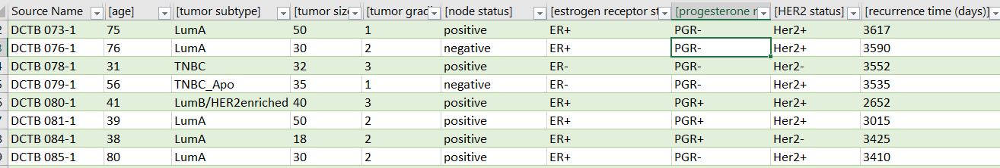 Source Name [age] [tumor subtype] [tumor size [tumor gradi [node status] [estrogen receptor st [progesterone r [HER2 status] [recurrence time (days)]
DCTB 073-1 75 LumA 50 1 positive ER+ PGR- Her2+ 3617
DCTB 076-1 76 LumA 30 2 negative ER+ PGR- Her2+ 3590
DCTB 078-1 31 TNBC 32 3 positive ER- PGR- Her2- 3552
DCTB 079-1 56 TNBC_Apo 35 1 negative ER- PGR- Her2+ 3535
DCTB 080-1 41 LumB/HER2enriched 40 3 positive ER+ PGR+ Her2+ 2652
DCTB 081-1 39 LumA 50 2 positive ER+ PGR+ Her2+ 3015
DCTB 084-1 38 LumA 18 2 positive ER+ PGR+ Her2- 3425
DCTB 085-1 80 LumA 30 2 positive ER+ PGR- Her2+ 3410